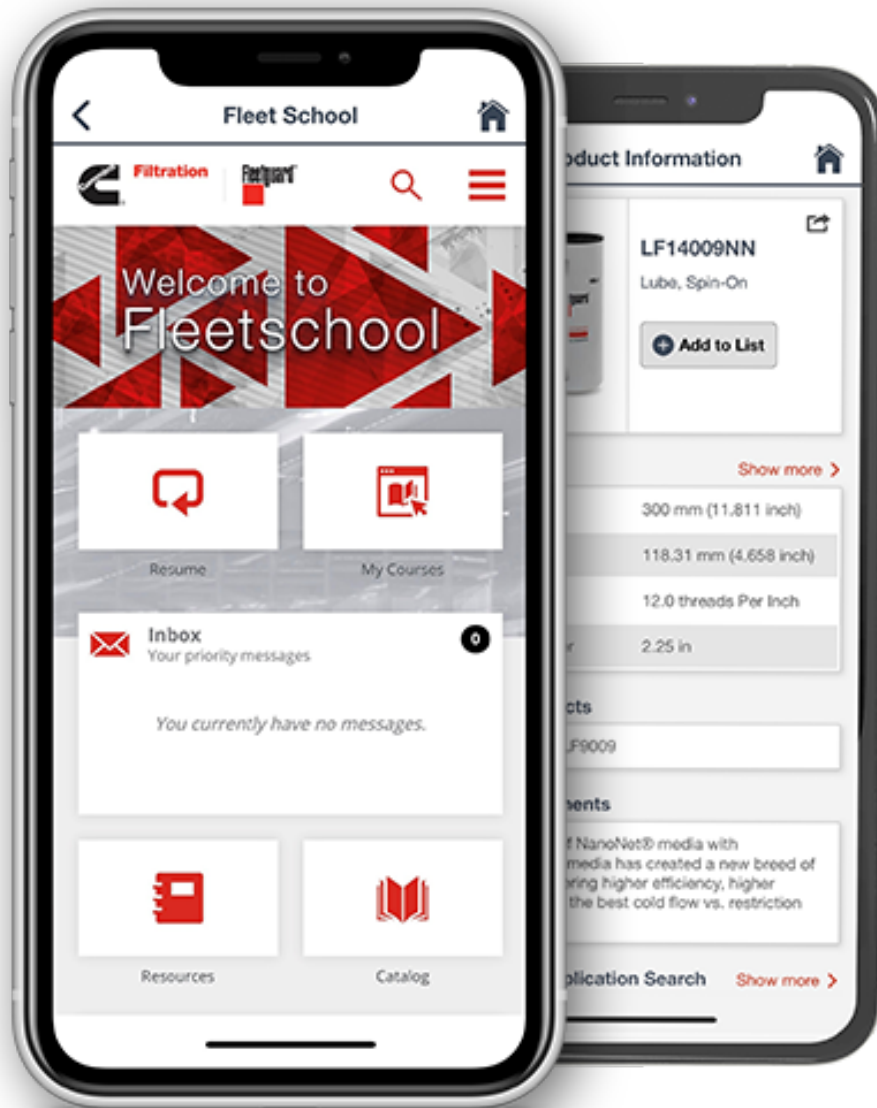 Fleet School
Filtration
Fleetguard
Welcome to
Fleetschool
Resume
My Courses
Inbox
0
Your priority messages
You currently have no messages.
Resources
Catalog
oduct Information
LF14009NN
Lube, Spin-On
Add to List
Show more
300 mm (11.811 inch)
118.31 mm (4.658 inch)
12.0 threads Per Inch
r
2.25 in
cts
LF9009
nents
f NanoNet® media with
media has created a new breed of
ring higher efficiency, higher
the best cold flow vs. restriction
plication Search
Show more